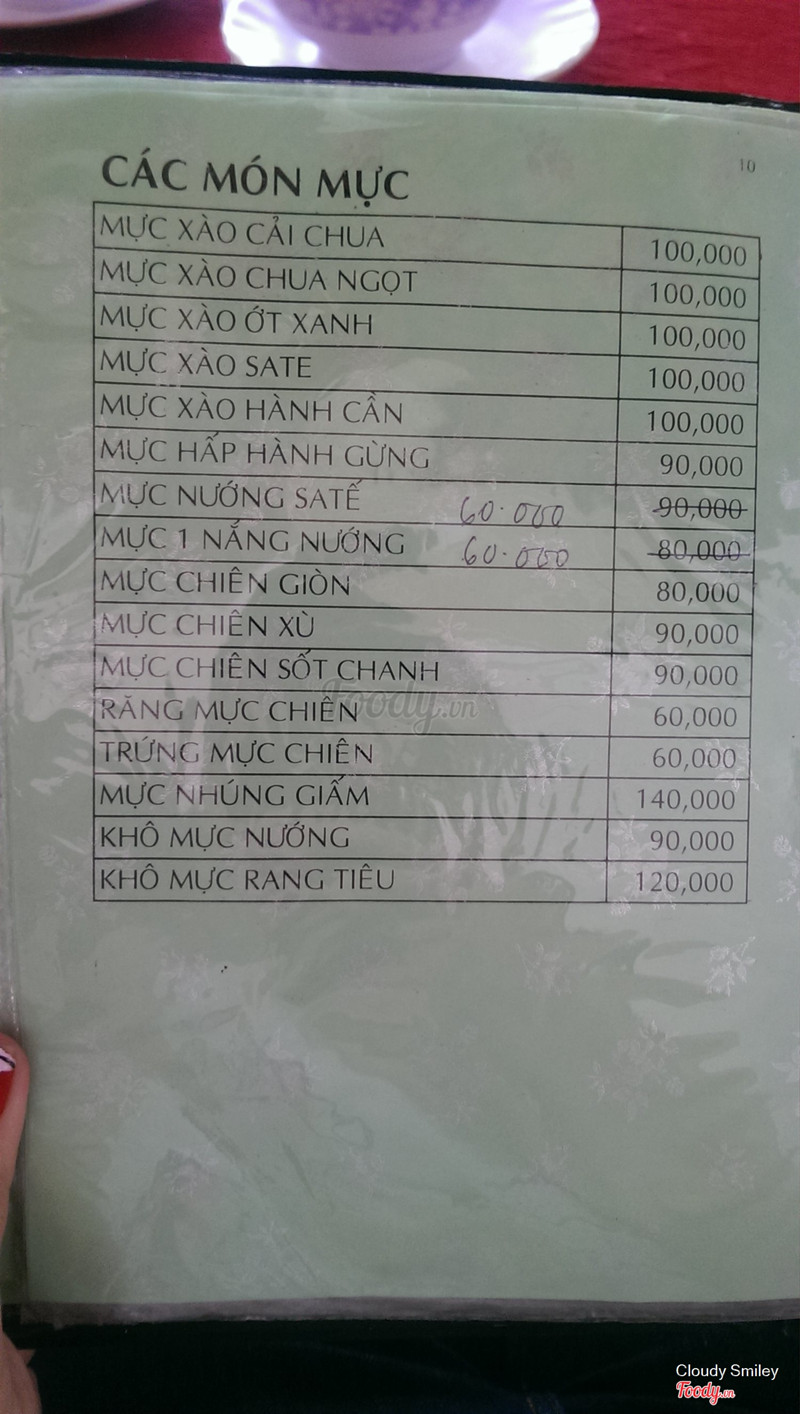 10
CÁC MÓN MỰC
MỰC XÀO CẢI CHUA 100,000
MỰC XÀO CHUA NGỌT 100,000
MỰC XÀO ỚT XANH 100,000
MỰC XÀO SATE 100,000
MỰC XÀO HÀNH CẦN 100,000
MỰC HẤP HÀNH GỪNG 90,000
MỰC NƯỚNG SATẾ 60.000 90,000
MỰC 1 NẮNG NƯỚNG 60.000 80,000
MỰC CHIÊN GIÒN 80,000
MỰC CHIÊN XÙ 90,000
MỰC CHIÊN SỐT CHANH 90,000
RĂNG MỰC CHIÊN 60,000
TRỨNG MỰC CHIÊN 60,000
MỰC NHÚNG GIẤM 140,000
KHÔ MỰC NƯỚNG 90,000
KHÔ MỰC RANG TIÊU 120,000
Foody.vn
Cloudy Smiley
Foody.vn